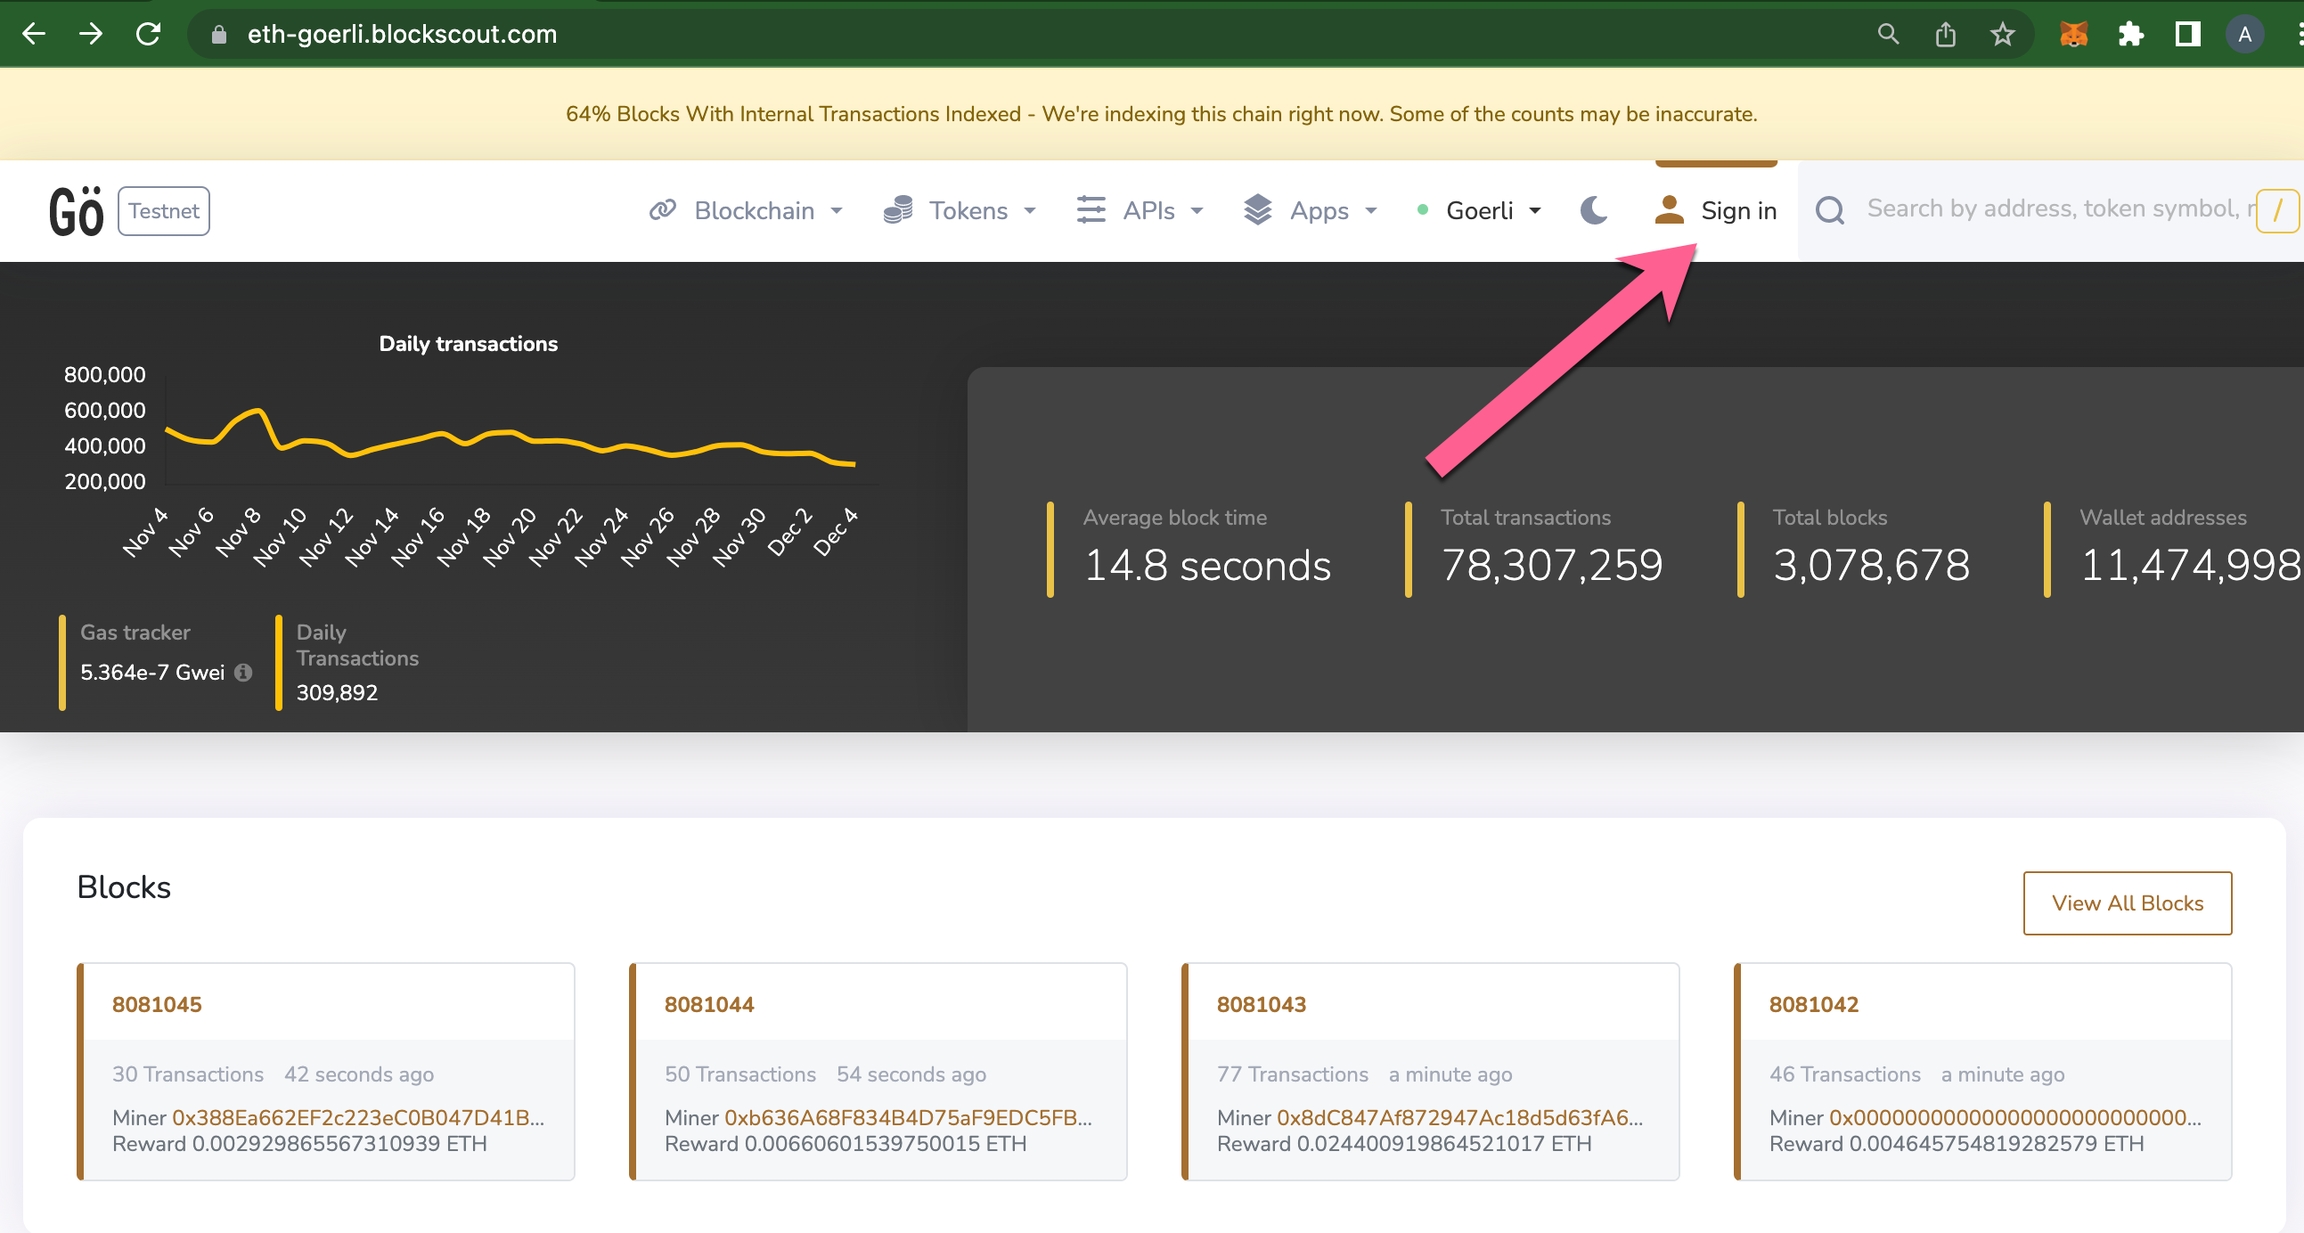 eth-goerli.blockscout.com
A
64% Blocks With Internal Transactions Indexed - We're indexing this chain right now. Some of the counts may be inaccurate.
Gö Testnet Blockchain Tokens APIs Apps Goerli Sign in Search by address, token symbol, /
Daily transactions
800,000
600,000
400,000
200,000
Nov 4 Nov 6 Nov 8 Nov 10 Nov 12 Nov 14 Nov 16 Nov 18 Nov 20 Nov 22 Nov 24 Nov 26 Nov 28 Nov 30 Dec 2 Dec 4
Gas tracker
5.364e-7 Gwei
Daily
Transactions
309,892
Average block time
14.8 seconds
Total transactions
78,307,259
Total blocks
3,078,678
Wallet addresses
11,474,998
Blocks
View All Blocks
8081045
30 Transactions 42 seconds ago
Miner 0x388Ea662EF2c223eC0B047D41B...
Reward 0.002929865567310939 ETH
8081044
50 Transactions 54 seconds ago
Miner 0xb636A68F834B4D75aF9EDC5FB...
Reward 0.00660601539750015 ETH
8081043
77 Transactions a minute ago
Miner 0x8dC847Af872947Ac18d5d63fA6...
Reward 0.024400919864521017 ETH
8081042
46 Transactions a minute ago
Miner 0x0000000000000000000000000...
Reward 0.004645754819282579 ETH